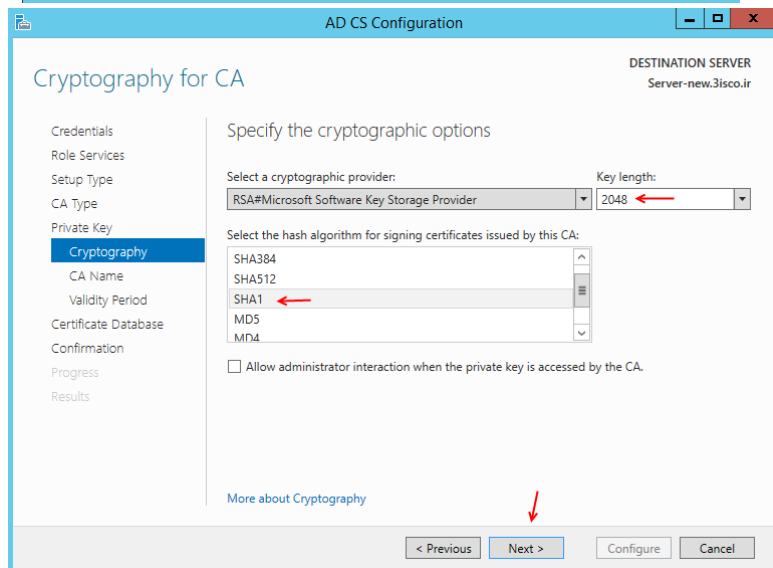 AD CS Configuration
Cryptography for CA
DESTINATION SERVER
Server-new.3isco.ir
Credentials
Role Services
Setup Type
CA Type
Private Key
Cryptography
CA Name
Validity Period
Certificate Database
Confirmation
Progress
Results
Specify the cryptographic options
Select a cryptographic provider:
Key length:
RSA#Microsoft Software Key Storage Provider
2048
Select the hash algorithm for signing certificates issued by this CA:
SHA384
SHA512
SHA1
MD5
MD4
Allow administrator interaction when the private key is accessed by the CA.
More about Cryptography
< Previous
Next >
Configure
Cancel